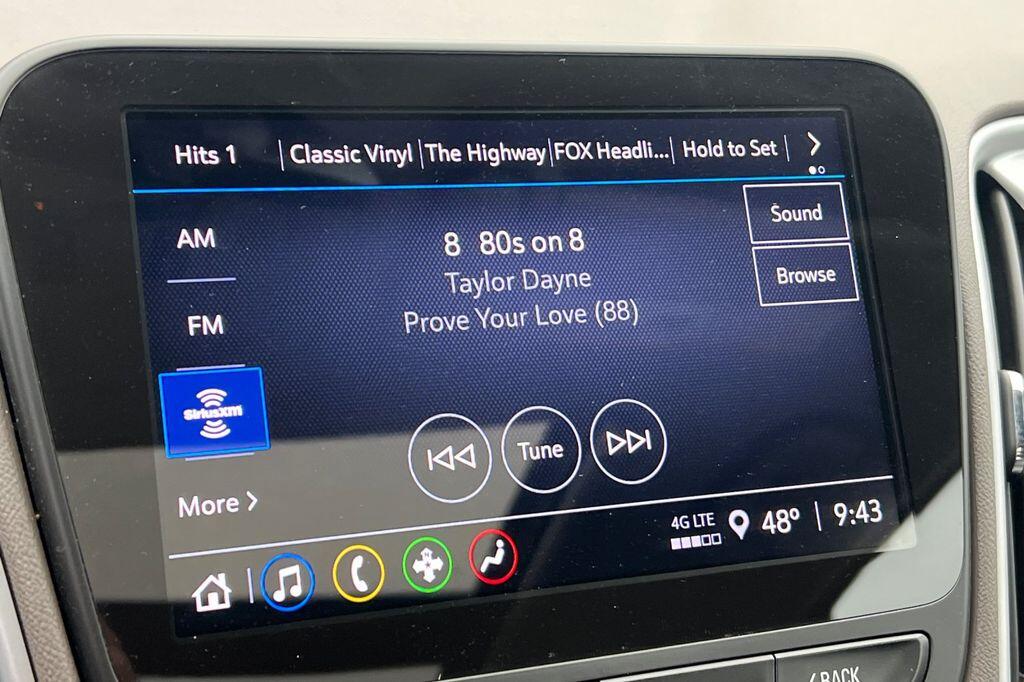 Hits 1
Classic Vinyl
The Highway
FOX Headli...
Hold to Set
Sound
AM
8 80s on 8
Taylor Dayne
Browse
FM
Prove Your Love (88)
SiriusXM
Tune
More
4G LTE
48°
9:43
N
BACK